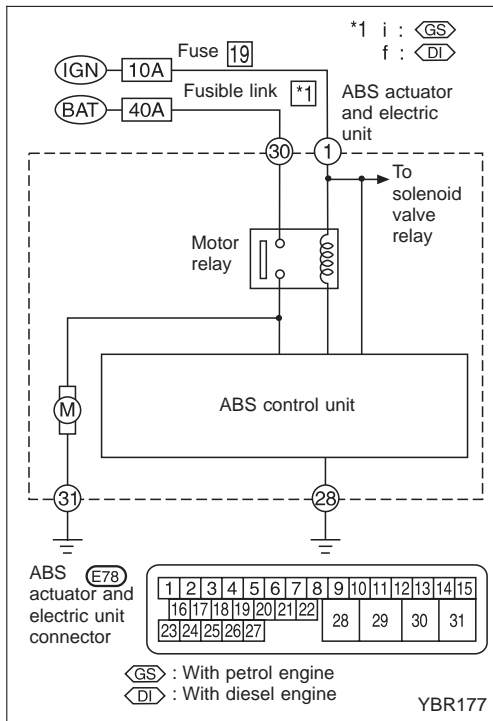 *1 i : GS
f : DI
IGN 10A Fuse 19
BAT 40A Fusible link *1
ABS actuator
and electric
unit
30 1
To
solenoid
valve
relay
Motor
relay
ABS control unit
M
31 28
ABS E78
actuator and
electric unit
connector
1 2 3 4 5 6 7 8 9 10 11 12 13 14 15
16 17 18 19 20 21 22
23 24 25 26 27
28 29 30 31
GS : With petrol engine
DI : With diesel engine
YBR177